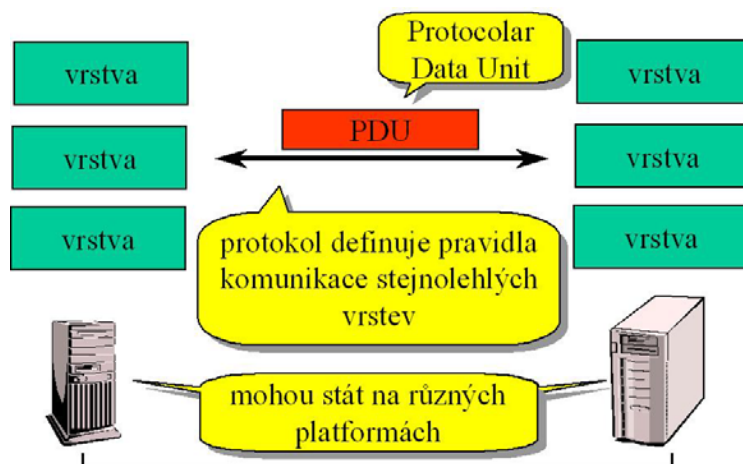 Protocolar
Data Unit
vrstva
vrstva
PDU
vrstva
vrstva
vrstva
vrstva
protokol definuje pravidla
komunikace stejnolehlých
vrstev
mohou stát na různých
platformách